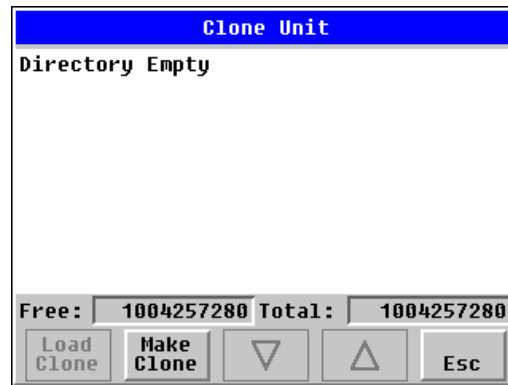 Clone Unit
Directory Empty
Free: 1004257280 Total: 1004257280
Load Clone Make Clone Esc